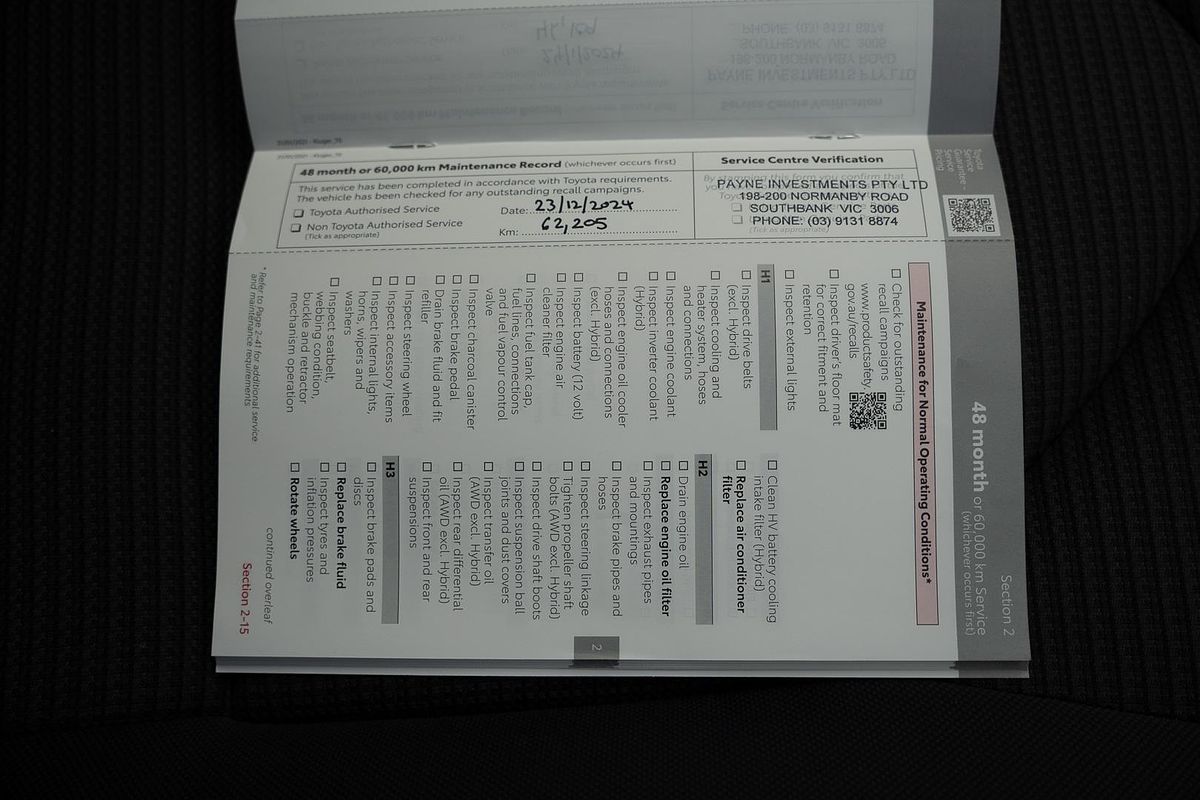 48 month or 60,000 km Maintenance Record (whichever occurs first)
This service has been completed in accordance with Toyota requirements.
The vehicle has been checked for any outstanding recall campaigns.
Toyota Authorised Service
Non Toyota Authorised Service
(Tick as appropriate)
Date: 23/12/2024
Km: 62,205
Service Centre Verification
By stamping this form you confirm that
PAYNE INVESTMENTS PTY LTD
198-200 NORMANBY ROAD
SOUTHBANK VIC 3006
PHONE: (03) 9131 8874
(Tick as appropriate)
Toyota
Service
Guarantee –
Service
Pricing
Section 2
48 month or 60,000 km Service
(whichever occurs first)
Maintenance for Normal Operating Conditions*
Check for outstanding
recall campaigns
www.productsafety.
gov.au/recalls
Inspect driver's floor mat
for correct fitment and
retention
Inspect external lights
H1
Inspect drive belts
(excl. Hybrid)
Inspect cooling and
heater system, hoses
and connections
Inspect engine coolant
Inspect inverter coolant
(Hybrid)
Inspect engine oil cooler
hoses and connections
(excl. Hybrid)
Inspect battery (12 volt)
Inspect engine air
cleaner filter
Inspect fuel tank cap,
fuel lines, connections
and fuel vapour control
valve
Inspect charcoal canister
Inspect brake pedal
Drain brake fluid and fit
refiller
Inspect steering wheel
Inspect accessory items
Inspect internal lights,
horns, wipers and
washers
Inspect seatbelt,
webbing condition,
buckle and retractor
mechanism operation
Clean HV battery cooling
intake filter (Hybrid)
Replace air conditioner
filter
H2
Drain engine oil
Replace engine oil filter
Inspect exhaust pipes
and mountings
Inspect brake pipes and
hoses
Inspect steering linkage
Tighten propeller shaft
bolts (AWD excl. Hybrid)
Inspect drive shaft boots
Inspect suspension ball
joints and dust covers
Inspect transfer oil
(AWD excl. Hybrid)
Inspect rear differential
oil (AWD excl. Hybrid)
Inspect front and rear
suspensions
H3
Inspect brake pads and
discs
Replace brake fluid
Inspect tyres and
inflation pressures
Rotate wheels
* Refer to Page 2-41 for additional service
and maintenance requirements
continued overleaf
Section 2-15
2